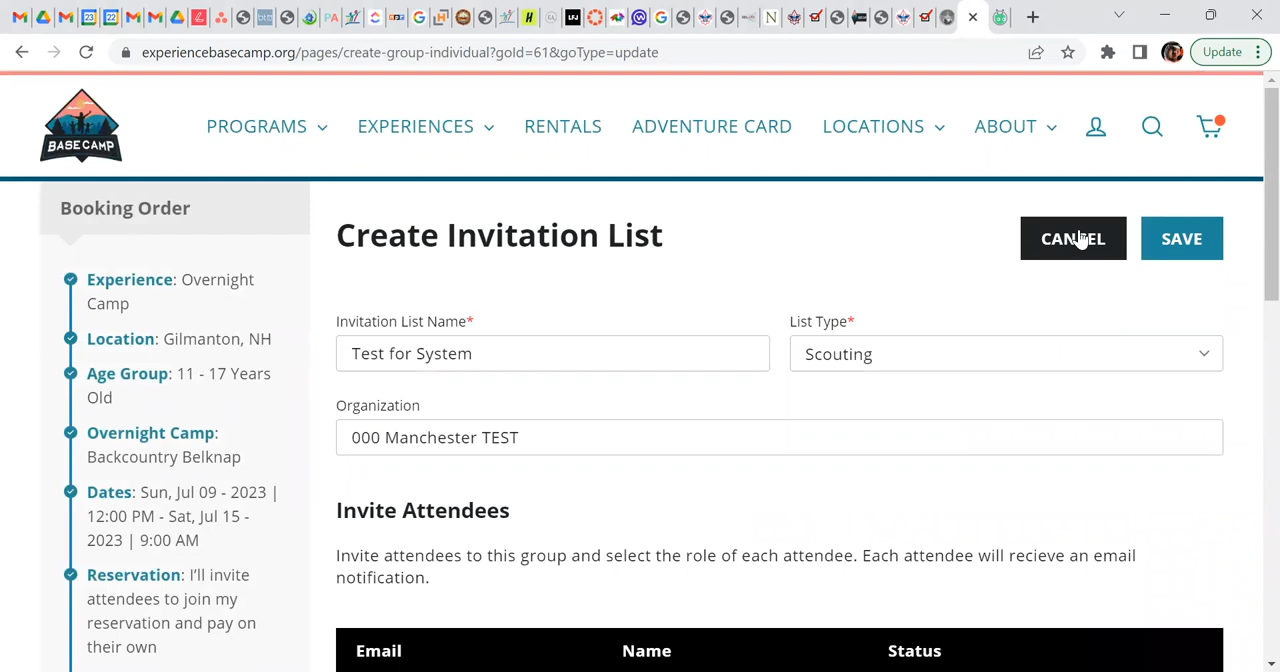 experiencebasecamp.org/pages/create-group-individual?goId=61&goType=update
Update
BASECAMP
PROGRAMS
EXPERIENCES
RENTALS
ADVENTURE CARD
LOCATIONS
ABOUT
Booking Order
Experience: Overnight
Camp
Location: Gilmanton, NH
Age Group: 11 - 17 Years
Old
Overnight Camp:
Backcountry Belknap
Dates: Sun, Jul 09 - 2023 |
12:00 PM - Sat, Jul 15 -
2023 | 9:00 AM
Reservation: I'll invite
attendees to join my
reservation and pay on
their own
Create Invitation List
CANCEL
SAVE
Invitation List Name*
List Type*
Test for System
Scouting
Organization
000 Manchester TEST
Invite Attendees
Invite attendees to this group and select the role of each attendee. Each attendee will recieve an email
notification.
Email Name Status